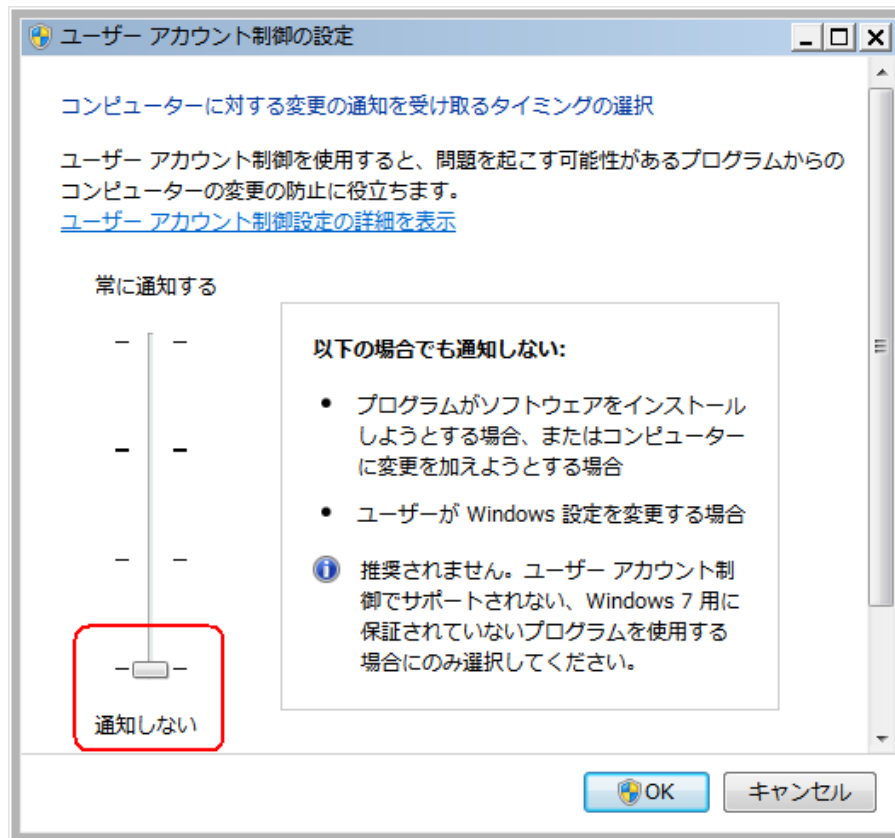 ユーザー アカウント制御の設定
コンピューターに対する変更の通知を受け取るタイミングの選択
ユーザー アカウント制御を使用すると、問題を起こす可能性があるプログラムからの
コンピューターの変更の防止に役立ちます。
ユーザー アカウント制御設定の詳細を表示
常に通知する
以下の場合でも通知しない:
• プログラムがソフトウェアをインストール
しようとする場合、またはコンピューター
に変更を加えようとする場合
• ユーザーが Windows 設定を変更する場合
推奨されません。ユーザー アカウント制
御でサポートされない、Windows 7 用に
保証されていないプログラムを使用する
場合にのみ選択してください。
通知しない
OK
キャンセル